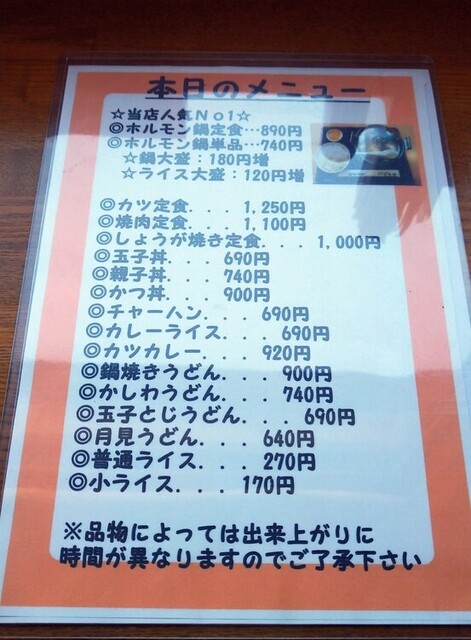 本日のメニュー
☆当店人気No1☆
◎ホルモン鍋定食…890円
◎ホルモン鍋単品…740円
☆鍋大盛：180円増
☆ライス大盛：120円増
◎カツ定食．．．1,250円
◎焼肉定食．．．1,100円
◎しょうが焼き定食．．．1,000円
◎玉子丼．．．690円
◎親子丼．．．740円
◎かつ丼．．．900円
◎チャーハン．．．690円
◎カレーライス．．．690円
◎カツカレー．．．920円
◎鍋焼きうどん．．．900円
◎かしわうどん．．．740円
◎玉子とじうどん．．．690円
◎月見うどん．．．640円
◎普通ライス．．．270円
◎小ライス．．．170円
※品物によっては出来上がりに
時間が異なりますのでご了承下さい